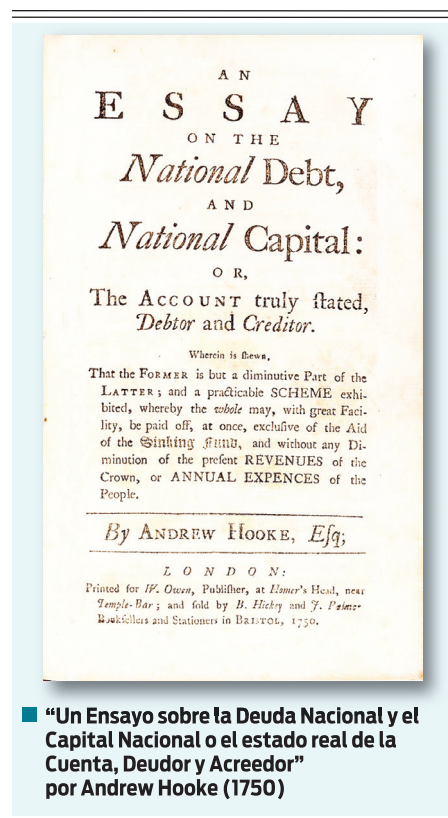 AN
ESSAY
ON THE
National Debt,
AND
National Capital:
OR,
The ACCOUNT truly ſtated,
Debtor and Creditor.
Wherein is ſhewn,
That the FORMER is but a diminutive Part of the
LATTER; and a practicable SCHEME exhi-
bited, whereby the whole may, with great Faci-
lity, be paid off, at once, excluſive of the Aid
of the Sinking Fund, and without any Di-
minution of the preſent REVENUES of the
Crown, or ANNUAL EXPENCES of the
People.
By ANDREW HOOKE, Eſq;
LONDON:
Printed for W. Owen, Publiſher, at Homer's Head, near
Temple-Bar; and ſold by B. Hickey and J. Palmer
Bookſellers and Stationers in BRISTOL, 1750.
“Un Ensayo sobre la Deuda Nacional y el
Capital Nacional o el estado real de la
Cuenta, Deudor y Acreedor”
por Andrew Hooke (1750)